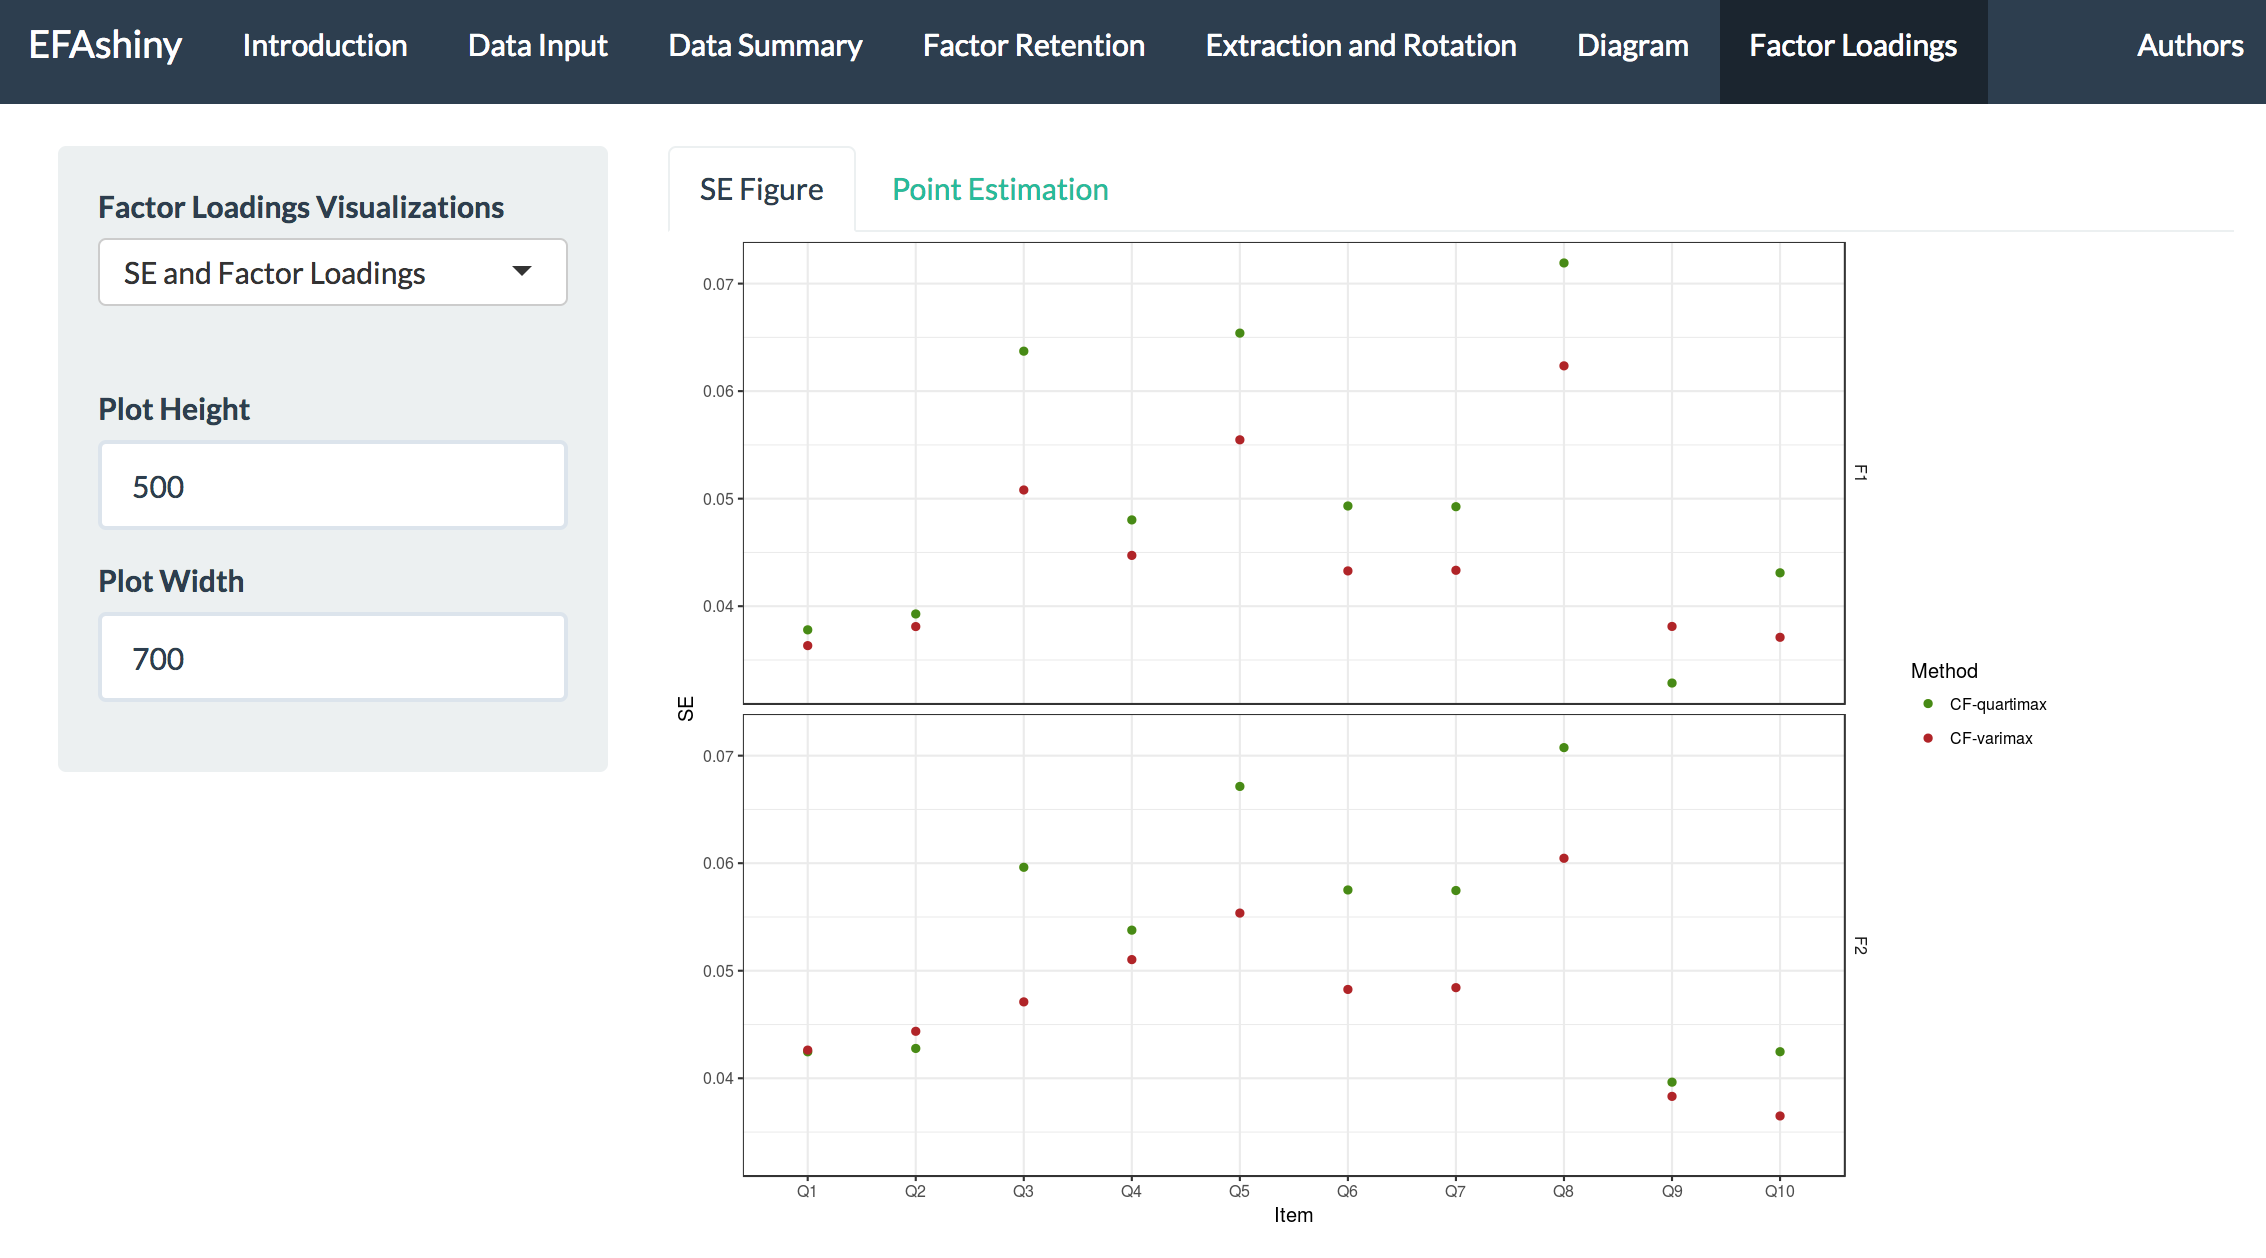 EFAshiny Introduction Data Input Data Summary Factor Retention Extraction and Rotation Diagram Factor Loadings Authors
Factor Loadings Visualizations
SE and Factor Loadings
Plot Height
500
Plot Width
700
SE Figure Point Estimation
0.07
0.06
0.05
0.04
F1
SE
0.07
0.06
0.05
0.04
F2
Q1 Q2 Q3 Q4 Q5 Q6 Q7 Q8 Q9 Q10
Item
Method
CF-quartimax
CF-varimax